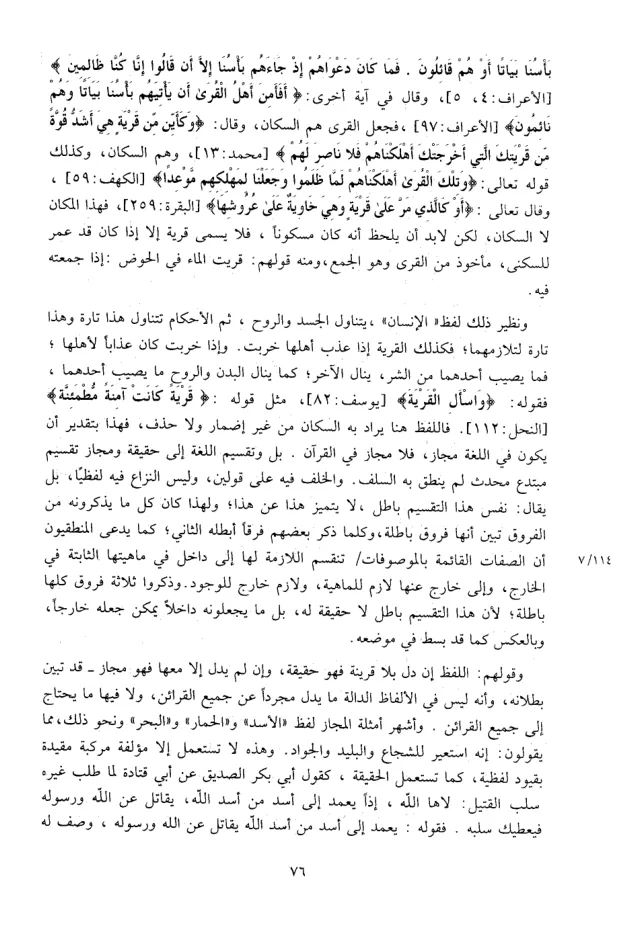 بَأْسُنَا بَيَاتًا أَوْ هُمْ قَائِلُونَ . فَمَا كَانَ دَعْوَاهُمْ إِذْ جَاءَهُم بَأْسُنَا إِلاَّ أَن قَالُوا إِنَّا كُنَّا ظَالِمِينَ ﴾
[الأعراف:٤، ٥]، وقال في آية أخرى:﴿ أَفَأَمِنَ أَهْلُ الْقُرَىٰ أَن يَأْتِيَهُم بَأْسُنَا بَيَاتًا وَهُمْ
نَائِمُونَ﴾ [الأعراف:٩٧] ،فجعل القرى هم السكان، وقال: ﴿وَكَأَيِّن مِّن قَرْيَةٍ هِيَ أَشَدُّ قُوَّةً
مِّن قَرْيَتِكَ الَّتِي أَخْرَجَتْكَ أَهْلَكْنَاهُمْ فَلا نَاصِرَ لَهُمْ ﴾ [محمد:١٣]، وهم السكان، وكذلك
قوله تعالى:﴿وَتِلْكَ الْقُرَىٰ أَهْلَكْنَاهُمْ لَمَّا ظَلَمُوا وَجَعَلْنَا لِمَهْلِكِهِم مَّوْعِدًا﴾ [الكهف:٥٩] ،
وقال تعالى :﴿أَوْ كَالَّذِي مَرَّ عَلَىٰ قَرْيَةٍ وَهِيَ خَاوِيَةٌ عَلَىٰ عُرُوشِهَا﴾ [البقرة:٢٥٩]، فهذا المكان
لا السكان، لكن لابد أن يلحظ أنه كان مسكوناً ، فلا يسمى قرية إلا إذا كان قد عمر
للسكنى، مأخوذ من القرى وهو الجمع،ومنه قولهم: قريت الماء في الحوض :إذا جمعته
فيه.
ونظير ذلك لفظ« الإنسان» ،يتناول الجسد والروح ، ثم الأحكام تتناول هذا تارة وهذا
تارة لتلازمهما؛ فكذلك القرية إذا عذب أهلها خربت. وإذا خربت كان عذاباً لأهلها ؛
فما يصيب أحدهما من الشر، ينال الآخر؛ كما ينال البدن والروح ما يصيب أحدهما ،
فقوله: ﴿وَاسْأَلِ الْقَرْيَةَ﴾ [يوسف:٨٢]، مثل قوله :﴿ قَرْيَةً كَانَتْ آمِنَةً مُّطْمَئِنَّةً﴾
[النحل:١١٢]. فاللفظ هنا يراد به السكان من غير إضمار ولا حذف، فهذا بتقدير أن
يكون في اللغة مجاز، فلا مجاز في القرآن . بل وتقسيم اللغة إلى حقيقة ومجاز تقسيم
مبتدع محدث لم ينطق به السلف. والخلف فيه على قولين، وليس النزاع فيه لفظيًا، بل
يقال: نفس هذا التقسيم باطل ،لا يتميز هذا عن هذا؛ ولهذا كان كل ما يذكرونه من
الفروق تبين أنها فروق باطلة،وكلما ذكر بعضهم فرقاً أبطله الثاني؛ كما يدعى المنطقيون
أن الصفات القائمة بالموصوفات/ تنقسم اللازمة لها إلى داخل في ماهيتها الثابتة في
٧/١١٤
الخارج، وإلى خارج عنها لازم للماهية، ولازم خارج للوجود.وذكروا ثلاثة فروق كلها
باطلة؛ لأن هذا التقسيم باطل لا حقيقة له، بل ما يجعلونه داخلاً يمكن جعله خارجاً،
وبالعكس كما قد بسط في موضعه.
وقولهم: اللفظ إن دل بلا قرينة فهو حقيقة، وإن لم يدل إلا معها فهو مجاز ـ قد تبين
بطلانه، وأنه ليس في الألفاظ الدالة ما يدل مجرداً عن جميع القرائن، ولا فيها ما يحتاج
إلى جميع القرائن . وأشهر أمثلة المجاز لفظ «الأسد» و«الحمار» و«البحر» ونحو ذلك،مما
يقولون: إنه استعير للشجاع والبليد والجواد. وهذه لا تستعمل إلا مؤلفة مركبة مقيدة
بقيود لفظية، كما تستعمل الحقيقة ، كقول أبي بكر الصديق عن أبي قتادة لما طلب غيره
سلب القتيل: لاها اللّه ، إذاً يعمد إلى أسد من أسد اللّه، يقاتل عن اللّه ورسوله
فيعطيك سلبه . فقوله : يعمد إلى أسد من أسد اللّه يقاتل عن الله ورسوله ، وصف له
٧٦